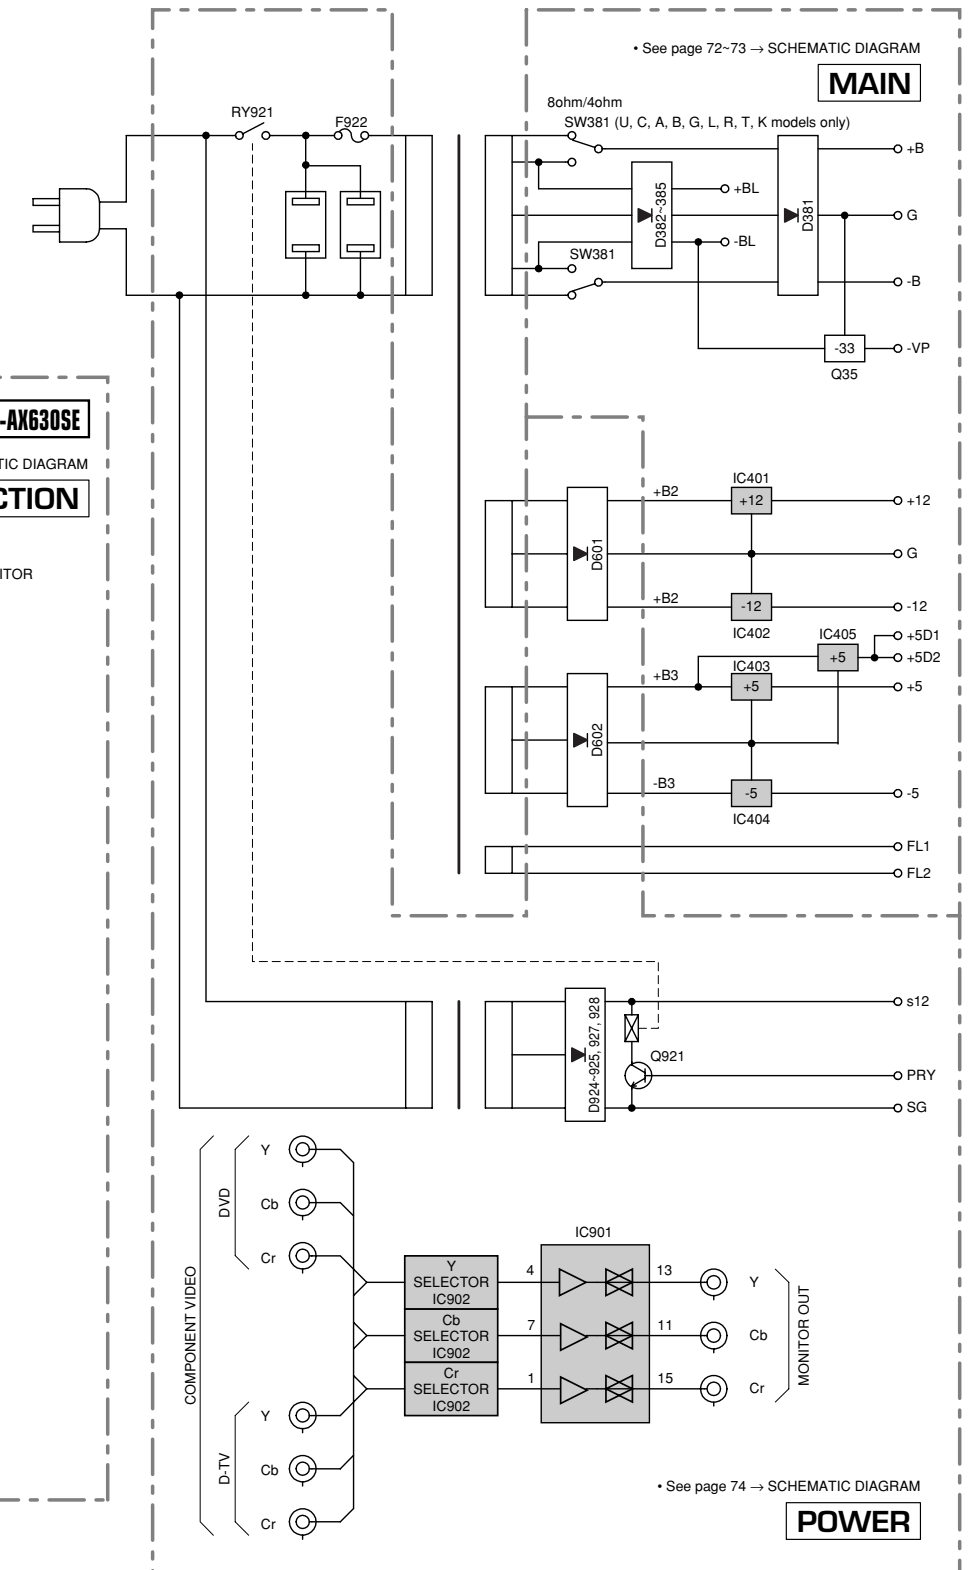 • See page 72~73 → SCHEMATIC DIAGRAM
MAIN
RY921
F922
8ohm/4ohm
SW381 (U, C, A, B, G, L, R, T, K models only)
+B
+BL
D382~385
D381
G
-BL
SW381
-B
-33
-VP
Q35
-AX630SE
TIC DIAGRAM
CTION
ITOR
IC401
+B2
+12
+12
D601
G
+B2
-12
-12
IC402
IC405
+5D1
+5
+5D2
IC403
+B3
+5
+5
D602
-B3
-5
-5
IC404
FL1
FL2
D924~925, 927, 928
s12
Q921
PRY
SG
COMPONENT VIDEO
DVD
Y
Cb
Cr
D-TV
Y
Cb
Cr
Y
SELECTOR
IC902
Cb
SELECTOR
IC902
Cr
SELECTOR
IC902
IC901
4
13
Y
7
11
Cb
1
15
Cr
MONITOR OUT
• See page 74 → SCHEMATIC DIAGRAM
POWER